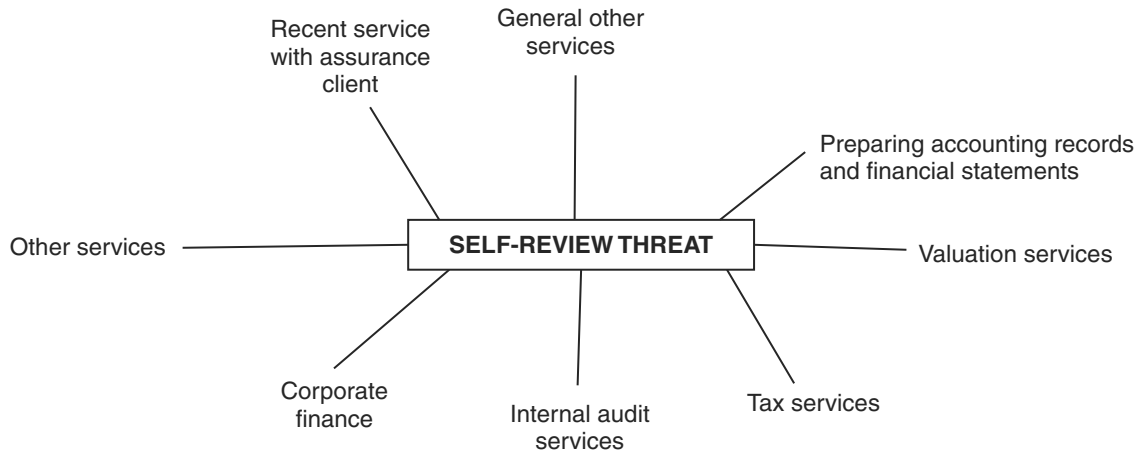 General other
services
Recent service
with assurance
client
Preparing accounting records
and financial statements
Other services
SELF-REVIEW THREAT
Valuation services
Corporate
finance
Internal audit
services
Tax services